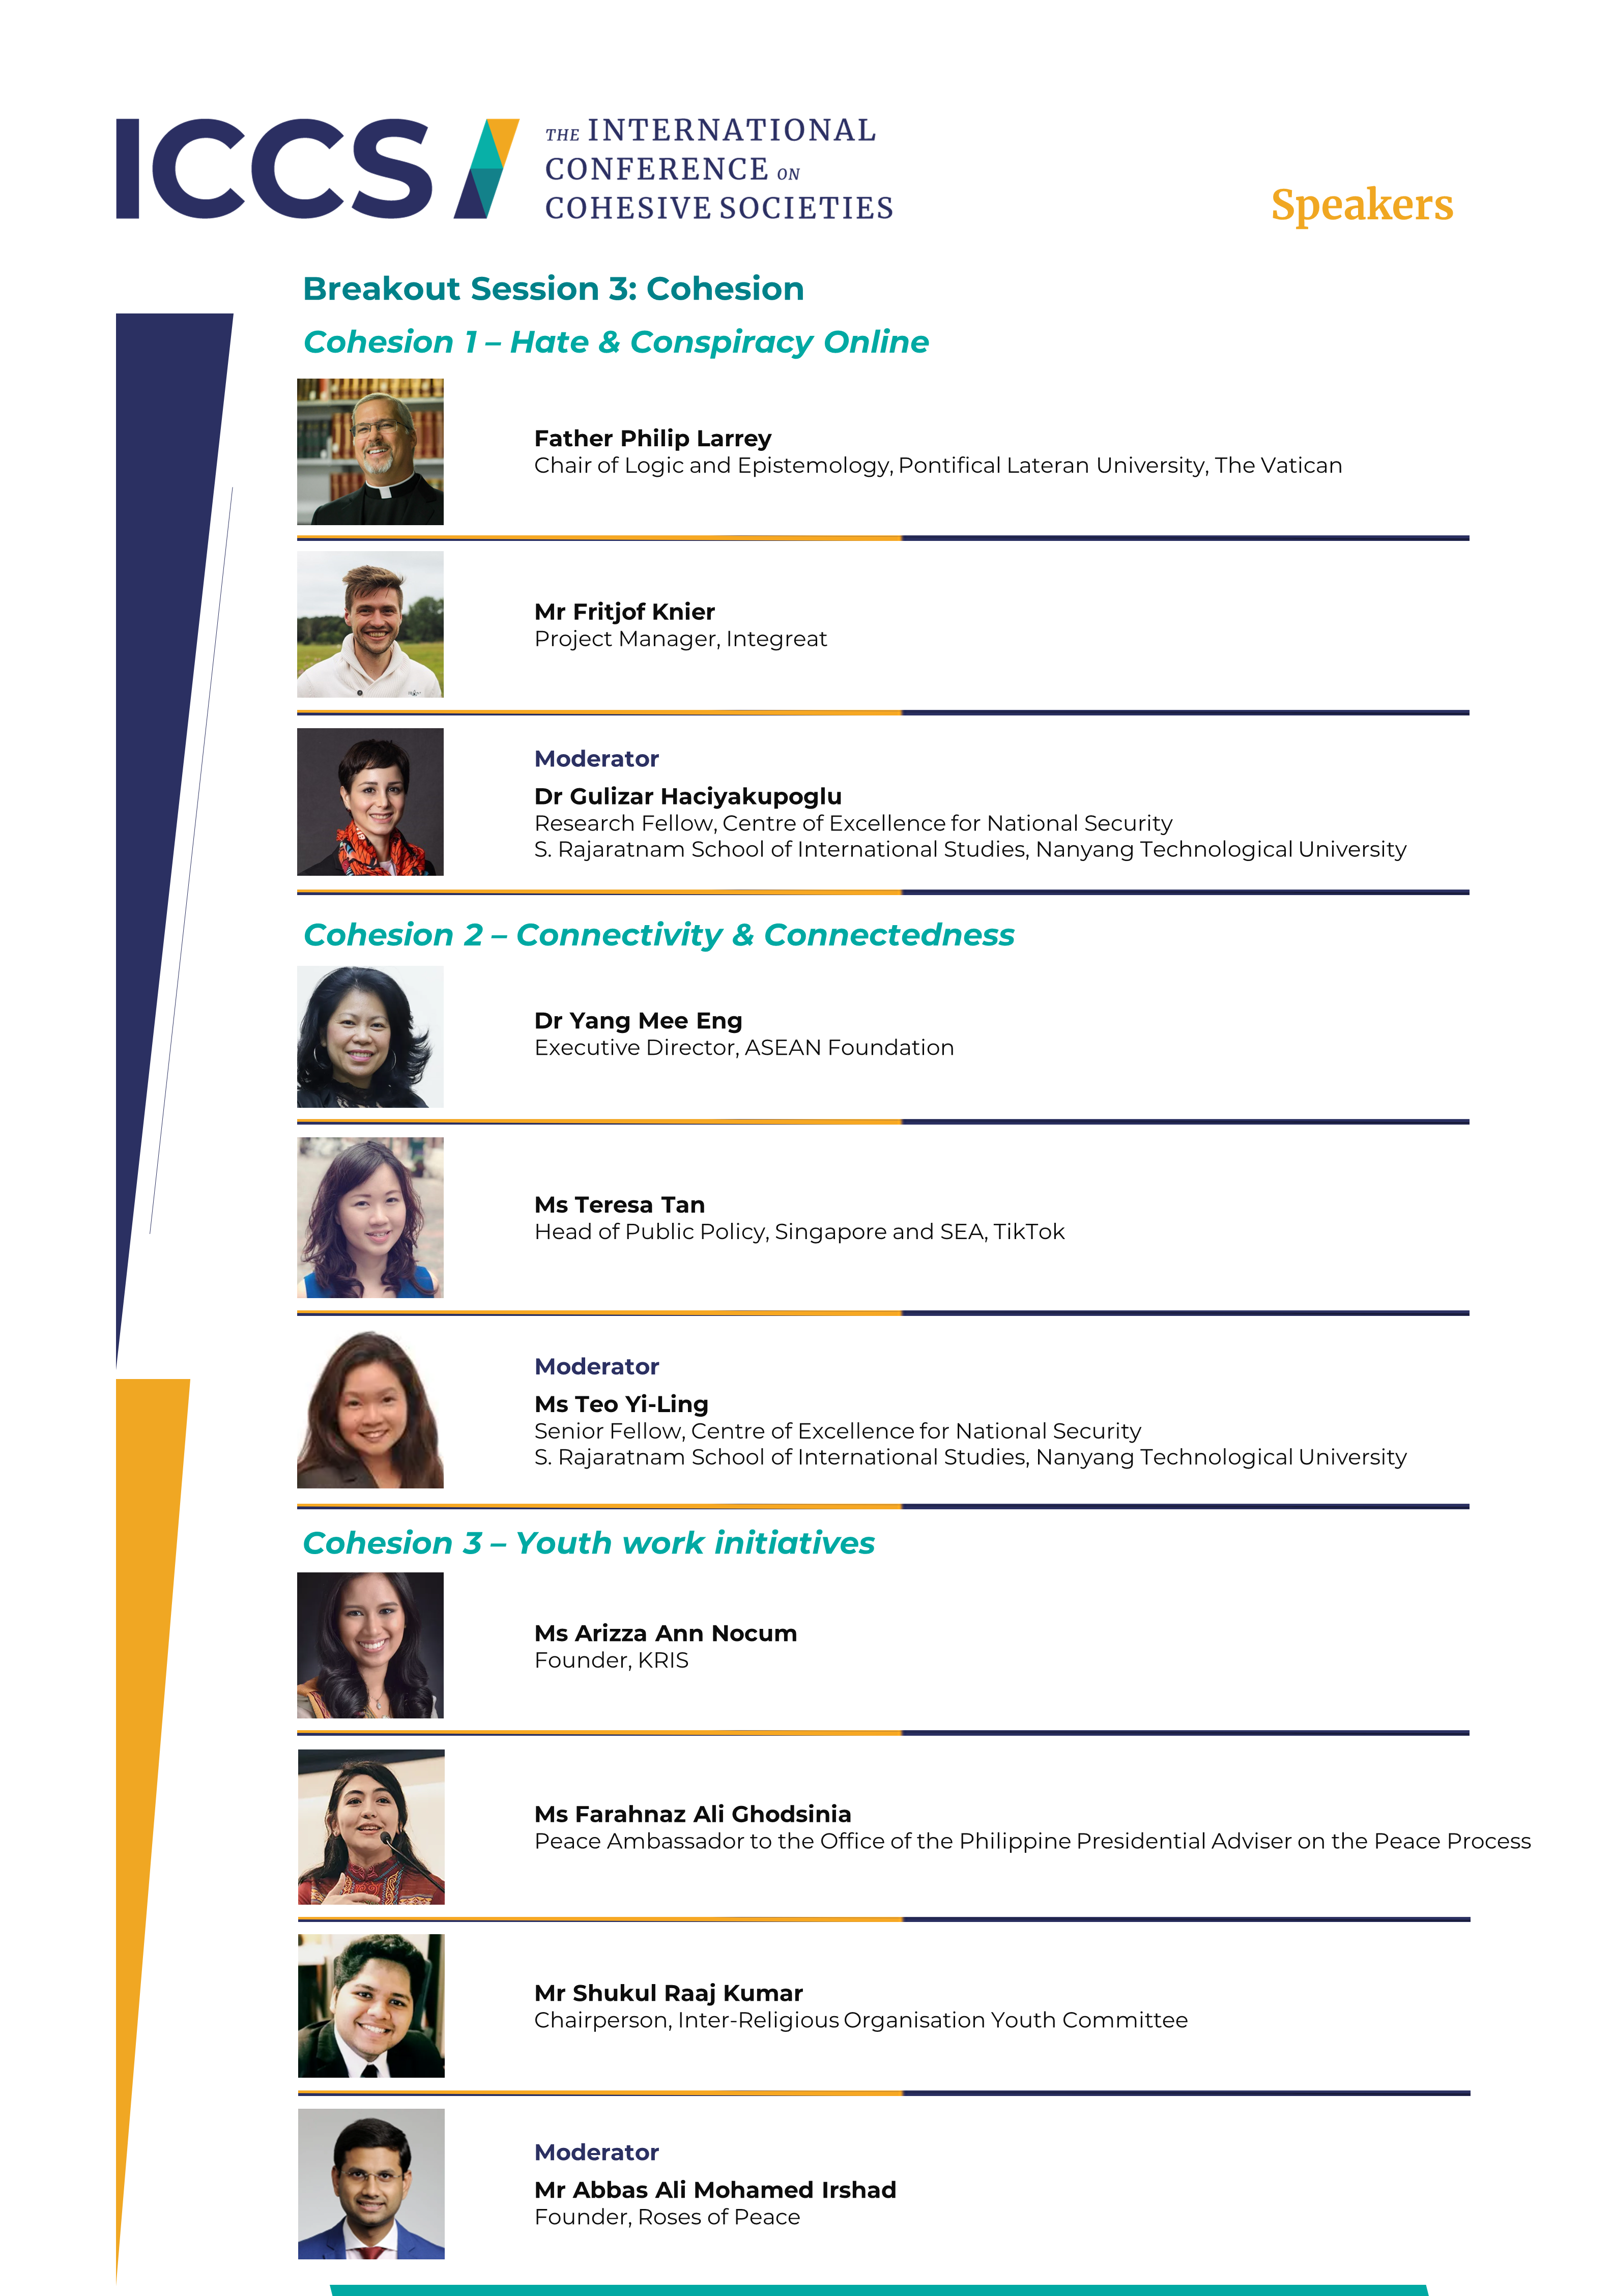 ICCS
THE INTERNATIONAL
CONFERENCE ON
COHESIVE SOCIETIES
Speakers
Breakout Session 3: Cohesion
Cohesion 1 – Hate & Conspiracy Online
Father Philip Larrey
Chair of Logic and Epistemology, Pontifical Lateran University, The Vatican
Mr Fritjof Knier
Project Manager, Integreat
Moderator
Dr Gulizar Haciyakupoglu
Research Fellow, Centre of Excellence for National Security
S. Rajaratnam School of International Studies, Nanyang Technological University
Cohesion 2 – Connectivity & Connectedness
Dr Yang Mee Eng
Executive Director, ASEAN Foundation
Ms Teresa Tan
Head of Public Policy, Singapore and SEA, TikTok
Moderator
Ms Teo Yi-Ling
Senior Fellow, Centre of Excellence for National Security
S. Rajaratnam School of International Studies, Nanyang Technological University
Cohesion 3 – Youth work initiatives
Ms Arizza Ann Nocum
Founder, KRIS
Ms Farahnaz Ali Ghodsinia
Peace Ambassador to the Office of the Philippine Presidential Adviser on the Peace Process
Mr Shukul Raaj Kumar
Chairperson, Inter-Religious Organisation Youth Committee
Moderator
Mr Abbas Ali Mohamed Irshad
Founder, Roses of Peace